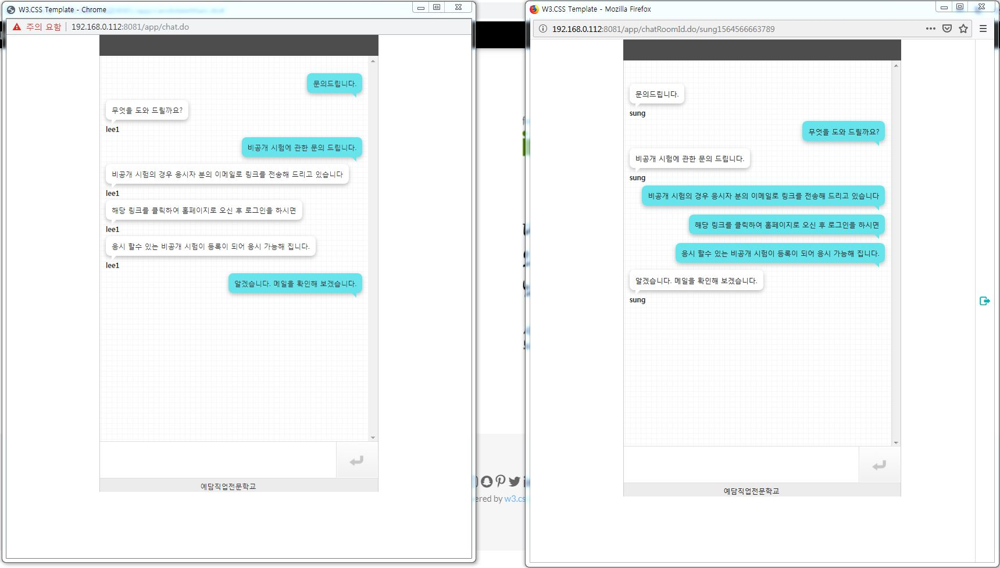 W3.CSS Template - Chrome
주의 요함 192.168.0.112:8081/app/chat.do
문의드립니다.
무엇을 도와 드릴까요?
lee1
비공개 시험에 관한 문의 드립니다.
비공개 시험의 경우 응시자 분의 이메일로 링크를 전송해 드리고 있습니다
lee1
해당 링크를 클릭하여 홈페이지로 오신 후 로그인을 하시면
lee1
응시 할수 있는 비공개 시험이 등록이 되어 응시 가능해 집니다.
lee1
알겠습니다. 메일을 확인해 보겠습니다.
예담직업전문학교
ered by w3.cs
W3.CSS Template - Mozilla Firefox
192.168.0.112:8081/app/chatRoomId.do/sung1564566663789
문의드립니다.
sung
무엇을 도와 드릴까요?
비공개 시험에 관한 문의 드립니다.
sung
비공개 시험의 경우 응시자 분의 이메일로 링크를 전송해 드리고 있습니다
해당 링크를 클릭하여 홈페이지로 오신 후 로그인을 하시면
응시 할수 있는 비공개 시험이 등록이 되어 응시 가능해 집니다.
알겠습니다. 메일을 확인해 보겠습니다.
sung
예담직업전문학교